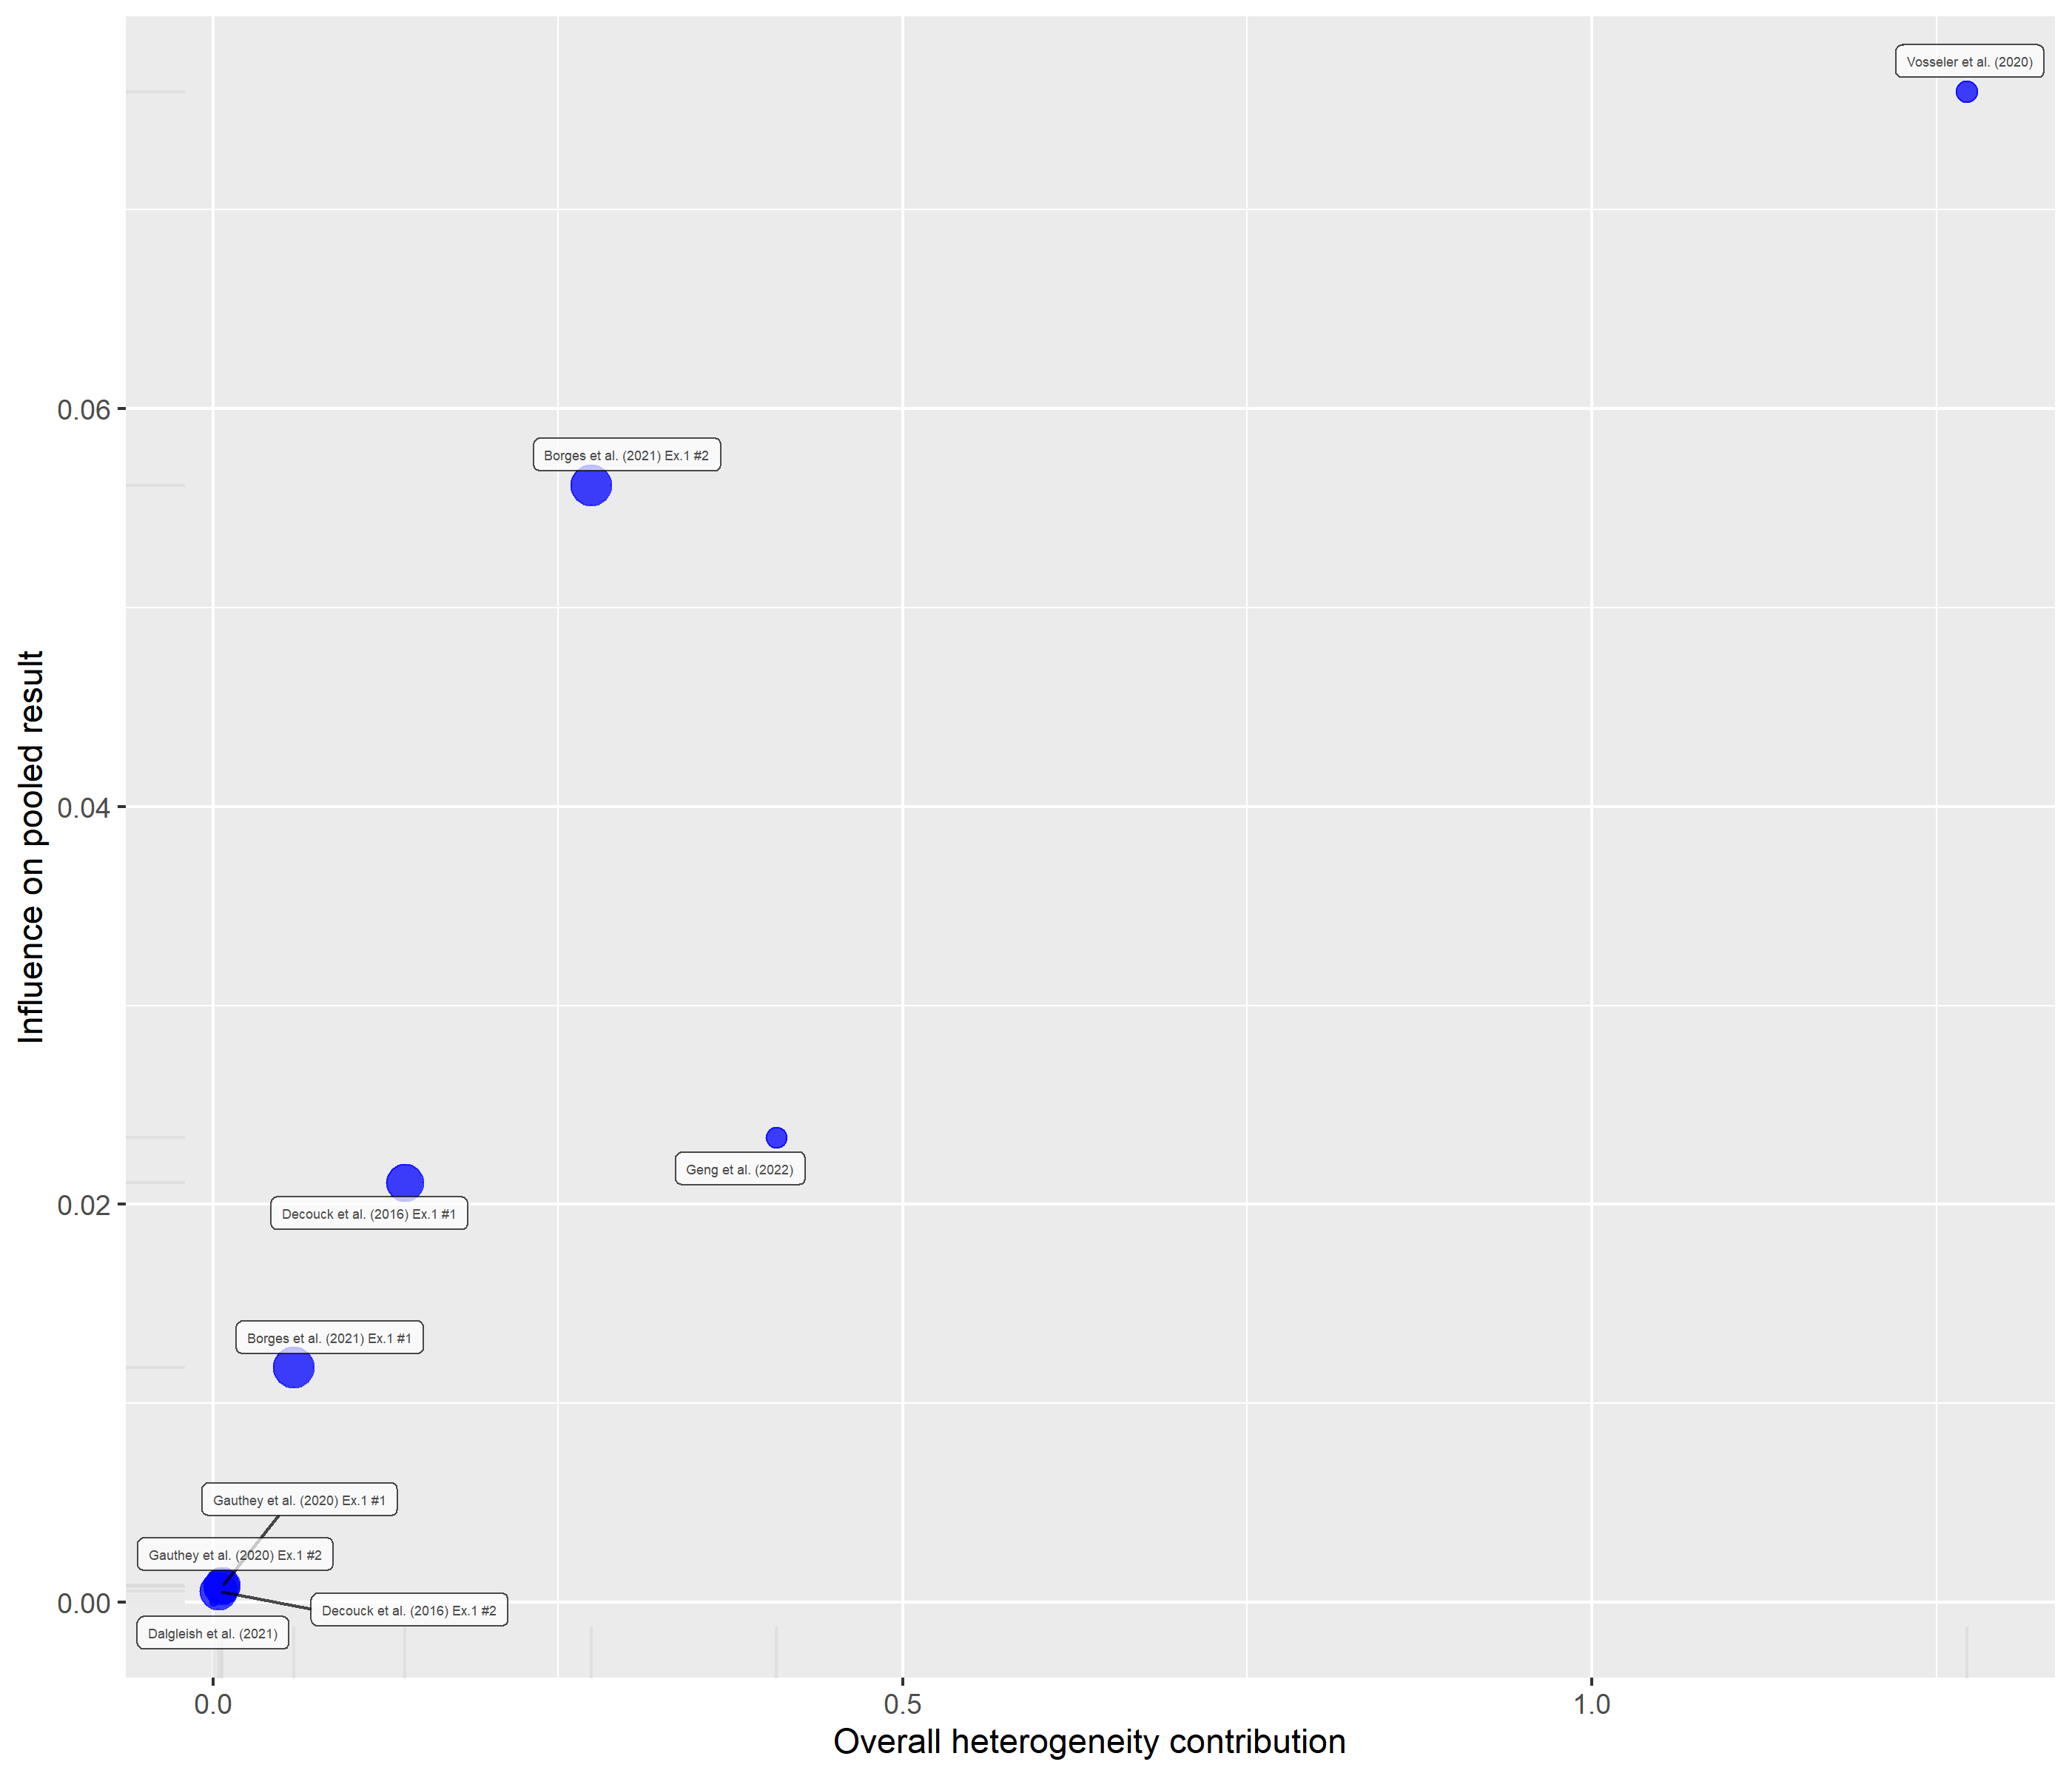 Vosseler et al. (2020)
0.06
Borges et al. (2021) Ex.1 #2
Influence on pooled result
0.04
Geng et al. (2022)
0.02
Decouck et al. (2016) Ex.1 #1
Borges et al. (2021) Ex.1 #1
Gauthey et al. (2020) Ex.1 #1
Gauthey et al. (2020) Ex.1 #2
0.00
Decouck et al. (2016) Ex.1 #2
Dalgleish et al. (2021)
0.0
0.5
1.0
Overall heterogeneity contribution